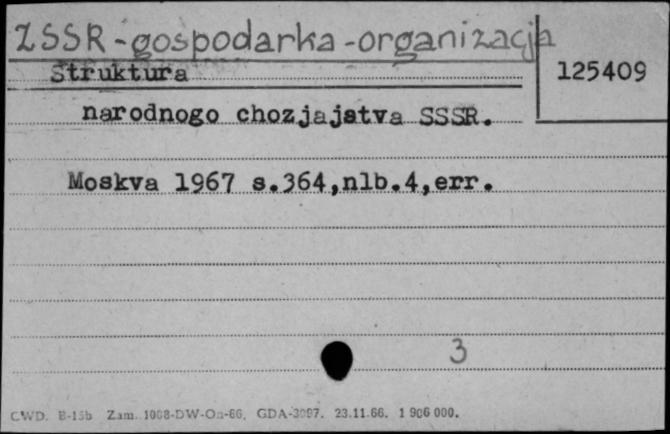 ZSSR-gospodarka-organizacja
Struktura
125409
narodnogo chozjajstva SSSR.
Moskva 1967 s.364,nlb.4,err.
3
CWD. B-15b Zam. 1068-DW-On-66. GDA-3097. 23.11.66. 1 906 000.